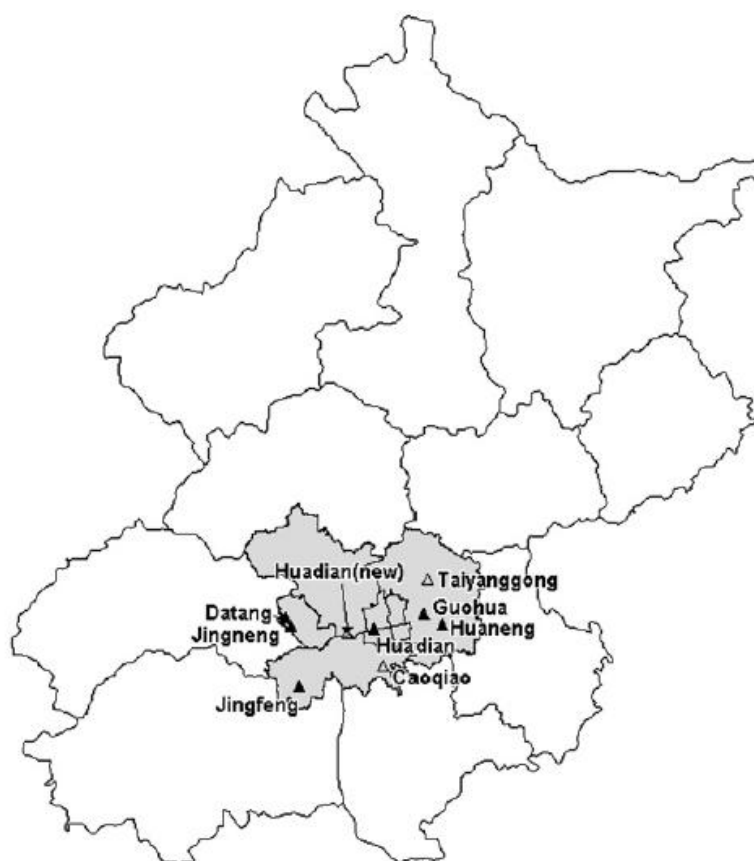 Huadian(new)
Taiyanggong
Datang
Guohua
Jingneng
Huaneng
Huadian
Caoqiao
Jingfeng